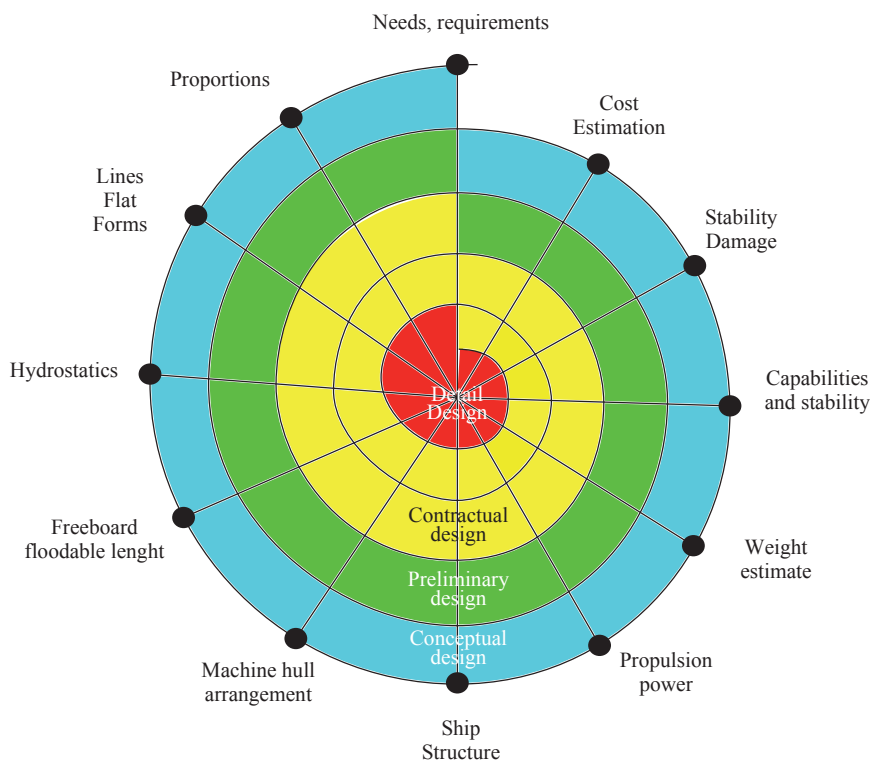 Needs, requirements
Proportions
Cost
Estimation
Lines
Flat
Forms
Stability
Damage
Hydrostatics
Capabilities
and stability
Detail
Design
Freeboard
floodable lenght
Contractual
design
Weight
estimate
Preliminary
design
Conceptual
design
Machine hull
arrangement
Propulsion
power
Ship
Structure